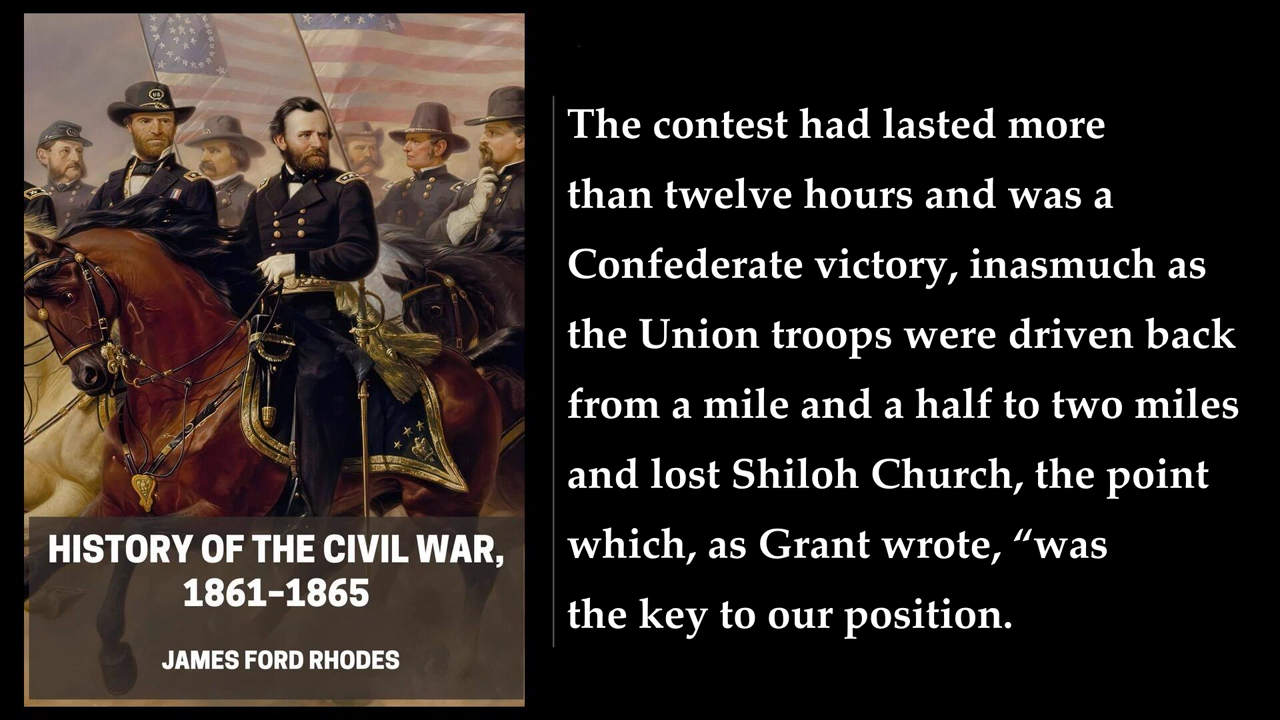 HISTORY OF THE CIVIL WAR,
1861–1865
JAMES FORD RHODES
The contest had lasted more
than twelve hours and was a
Confederate victory, inasmuch as
the Union troops were driven back
from a mile and a half to two miles
and lost Shiloh Church, the point
which, as Grant wrote, “was
the key to our position.